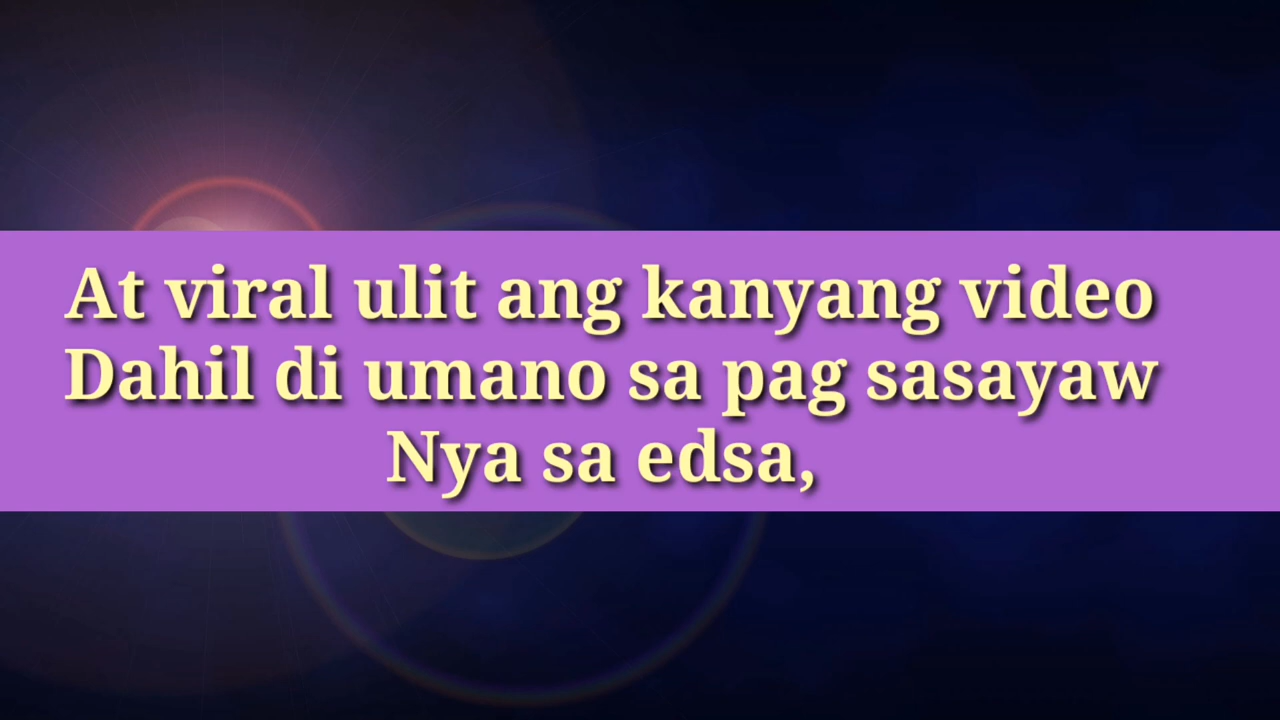 At viral ulit ang kanyang video
Dahil di umano sa pag sasayaw
Nya sa edsa,